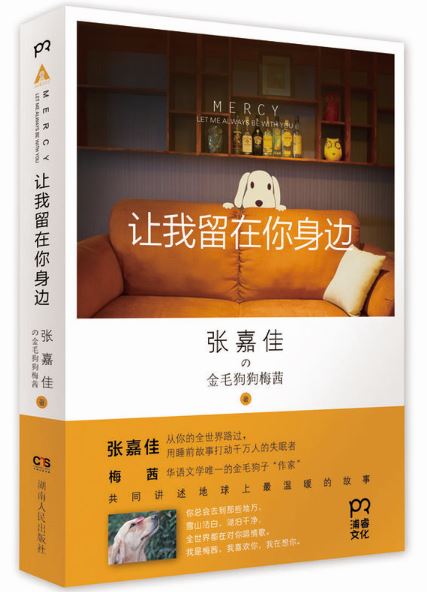 MERCY
LET ME ALWAYS BE WITH YOU
让我留在你身边
张嘉佳
の金毛狗狗梅茜
著
CS
湖南人民出版社
MERCY
LET ME ALWAYS BE WITH YOU
让我留在你身边
张嘉佳
の
金毛狗狗梅茜
著
张嘉佳
从你的全世界路过，
用睡前故事打动千万人的失眠者
梅茜
华语文学唯一的金毛狗子“作家”
共同讲述地球上最温暖的故事
你总会去到那些地方，
雪山洁白，湖泊干净，
全世界都在对你唱情歌。
我是梅茜，我喜欢你，我在想你。
浦睿
文化